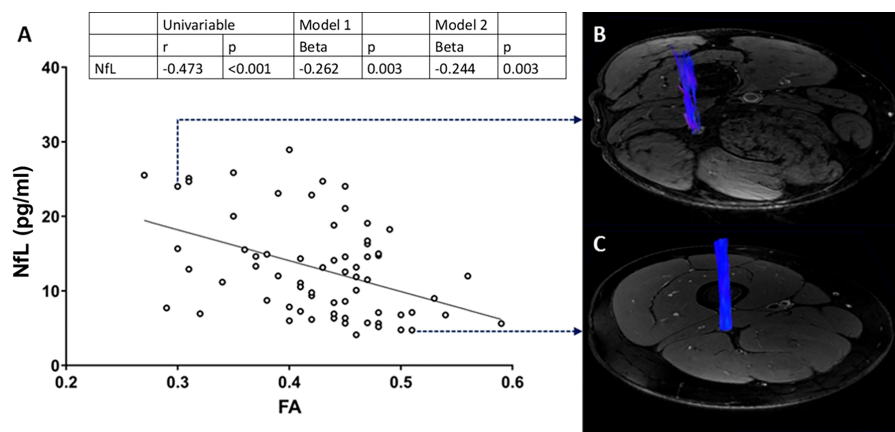 A
Univariable Model 1 Model 2
r p Beta p Beta p
NfL -0.473 <0.001 -0.262 0.003 -0.244 0.003
B
C
NfL (pg/ml)
40
30
20
10
0
0.2 0.3 0.4 0.5 0.6
FA